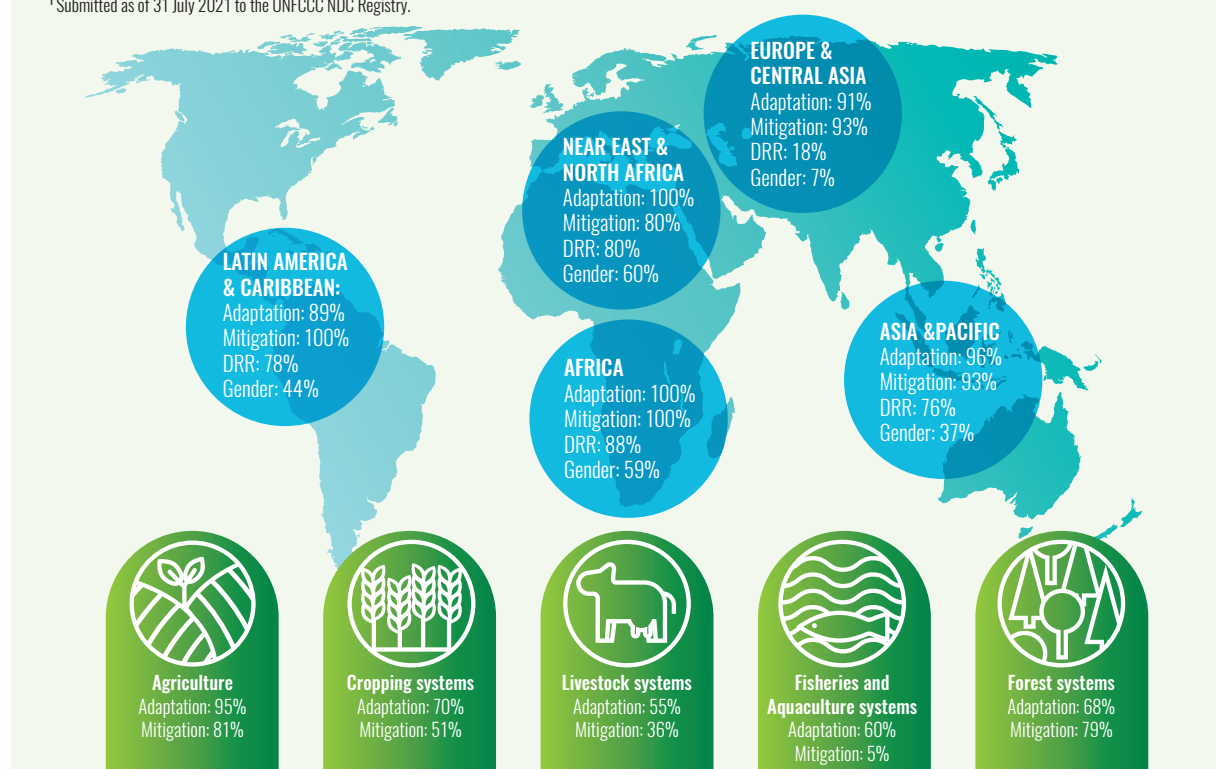 1 Submitted as of 31 July 2021 to the UNFCCC NDC Registry.
EUROPE &
CENTRAL ASIA
Adaptation: 91%
Mitigation: 93%
DRR: 18%
Gender: 7%
NEAR EAST &
NORTH AFRICA
Adaptation: 100%
Mitigation: 80%
DRR: 80%
Gender: 60%
LATIN AMERICA
& CARIBBEAN:
Adaptation: 89%
Mitigation: 100%
DRR: 78%
Gender: 44%
AFRICA
Adaptation: 100%
Mitigation: 100%
DRR: 88%
Gender: 59%
ASIA &PACIFIC
Adaptation: 96%
Mitigation: 93%
DRR: 76%
Gender: 37%
Agriculture
Adaptation: 95%
Mitigation: 81%
Cropping systems
Adaptation: 70%
Mitigation: 51%
Livestock systems
Adaptation: 55%
Mitigation: 36%
Fisheries and
Aquaculture systems
Adaptation: 60%
Mitigation: 5%
Forest systems
Adaptation: 68%
Mitigation: 79%